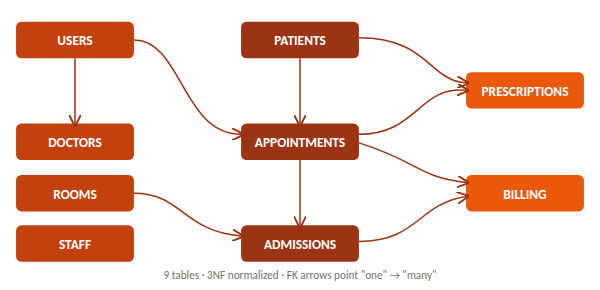 USERS
PATIENTS
PRESCRIPTIONS
DOCTORS
APPOINTMENTS
ROOMS
BILLING
STAFF
ADMISSIONS
9 tables · 3NF normalized · FK arrows point "one" → "many"